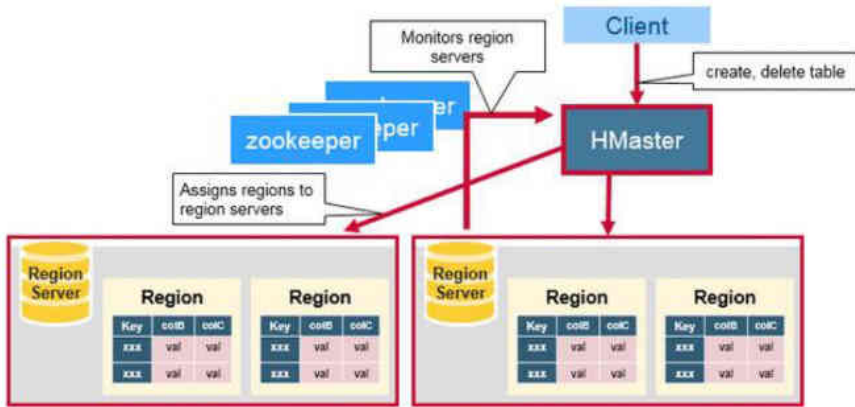 Monitors region
servers
Client
create, delete table
zookeeper
HMaster
Assigns regions to
region servers
Region
Server
Region
Key colB colC
xxx val val
xxx val val
Region
Key colB colC
xxx val val
xxx val val
Region
Server
Region
Key colB colC
xxx val val
xxx val val
Region
Key colB colC
xxx val val
xxx val val